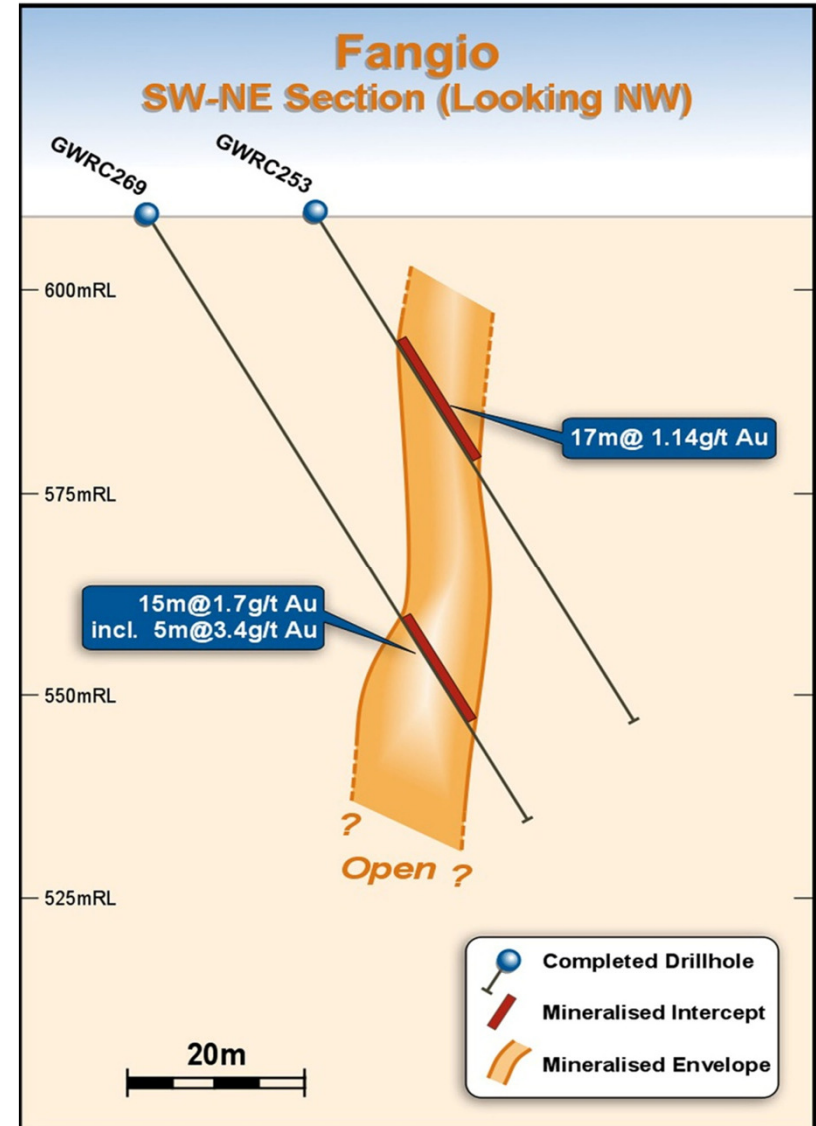 Fangio
SW-NE Section (Looking NW)
GWRC269
GWRC253
600mRL
17m@ 1.14g/t Au
575mRL
15m@1.7g/t Au
incl. 5m@3.4g/t Au
550mRL
?
Open ?
525mRL
Completed Drillhole
Mineralised Intercept
Mineralised Envelope
20m